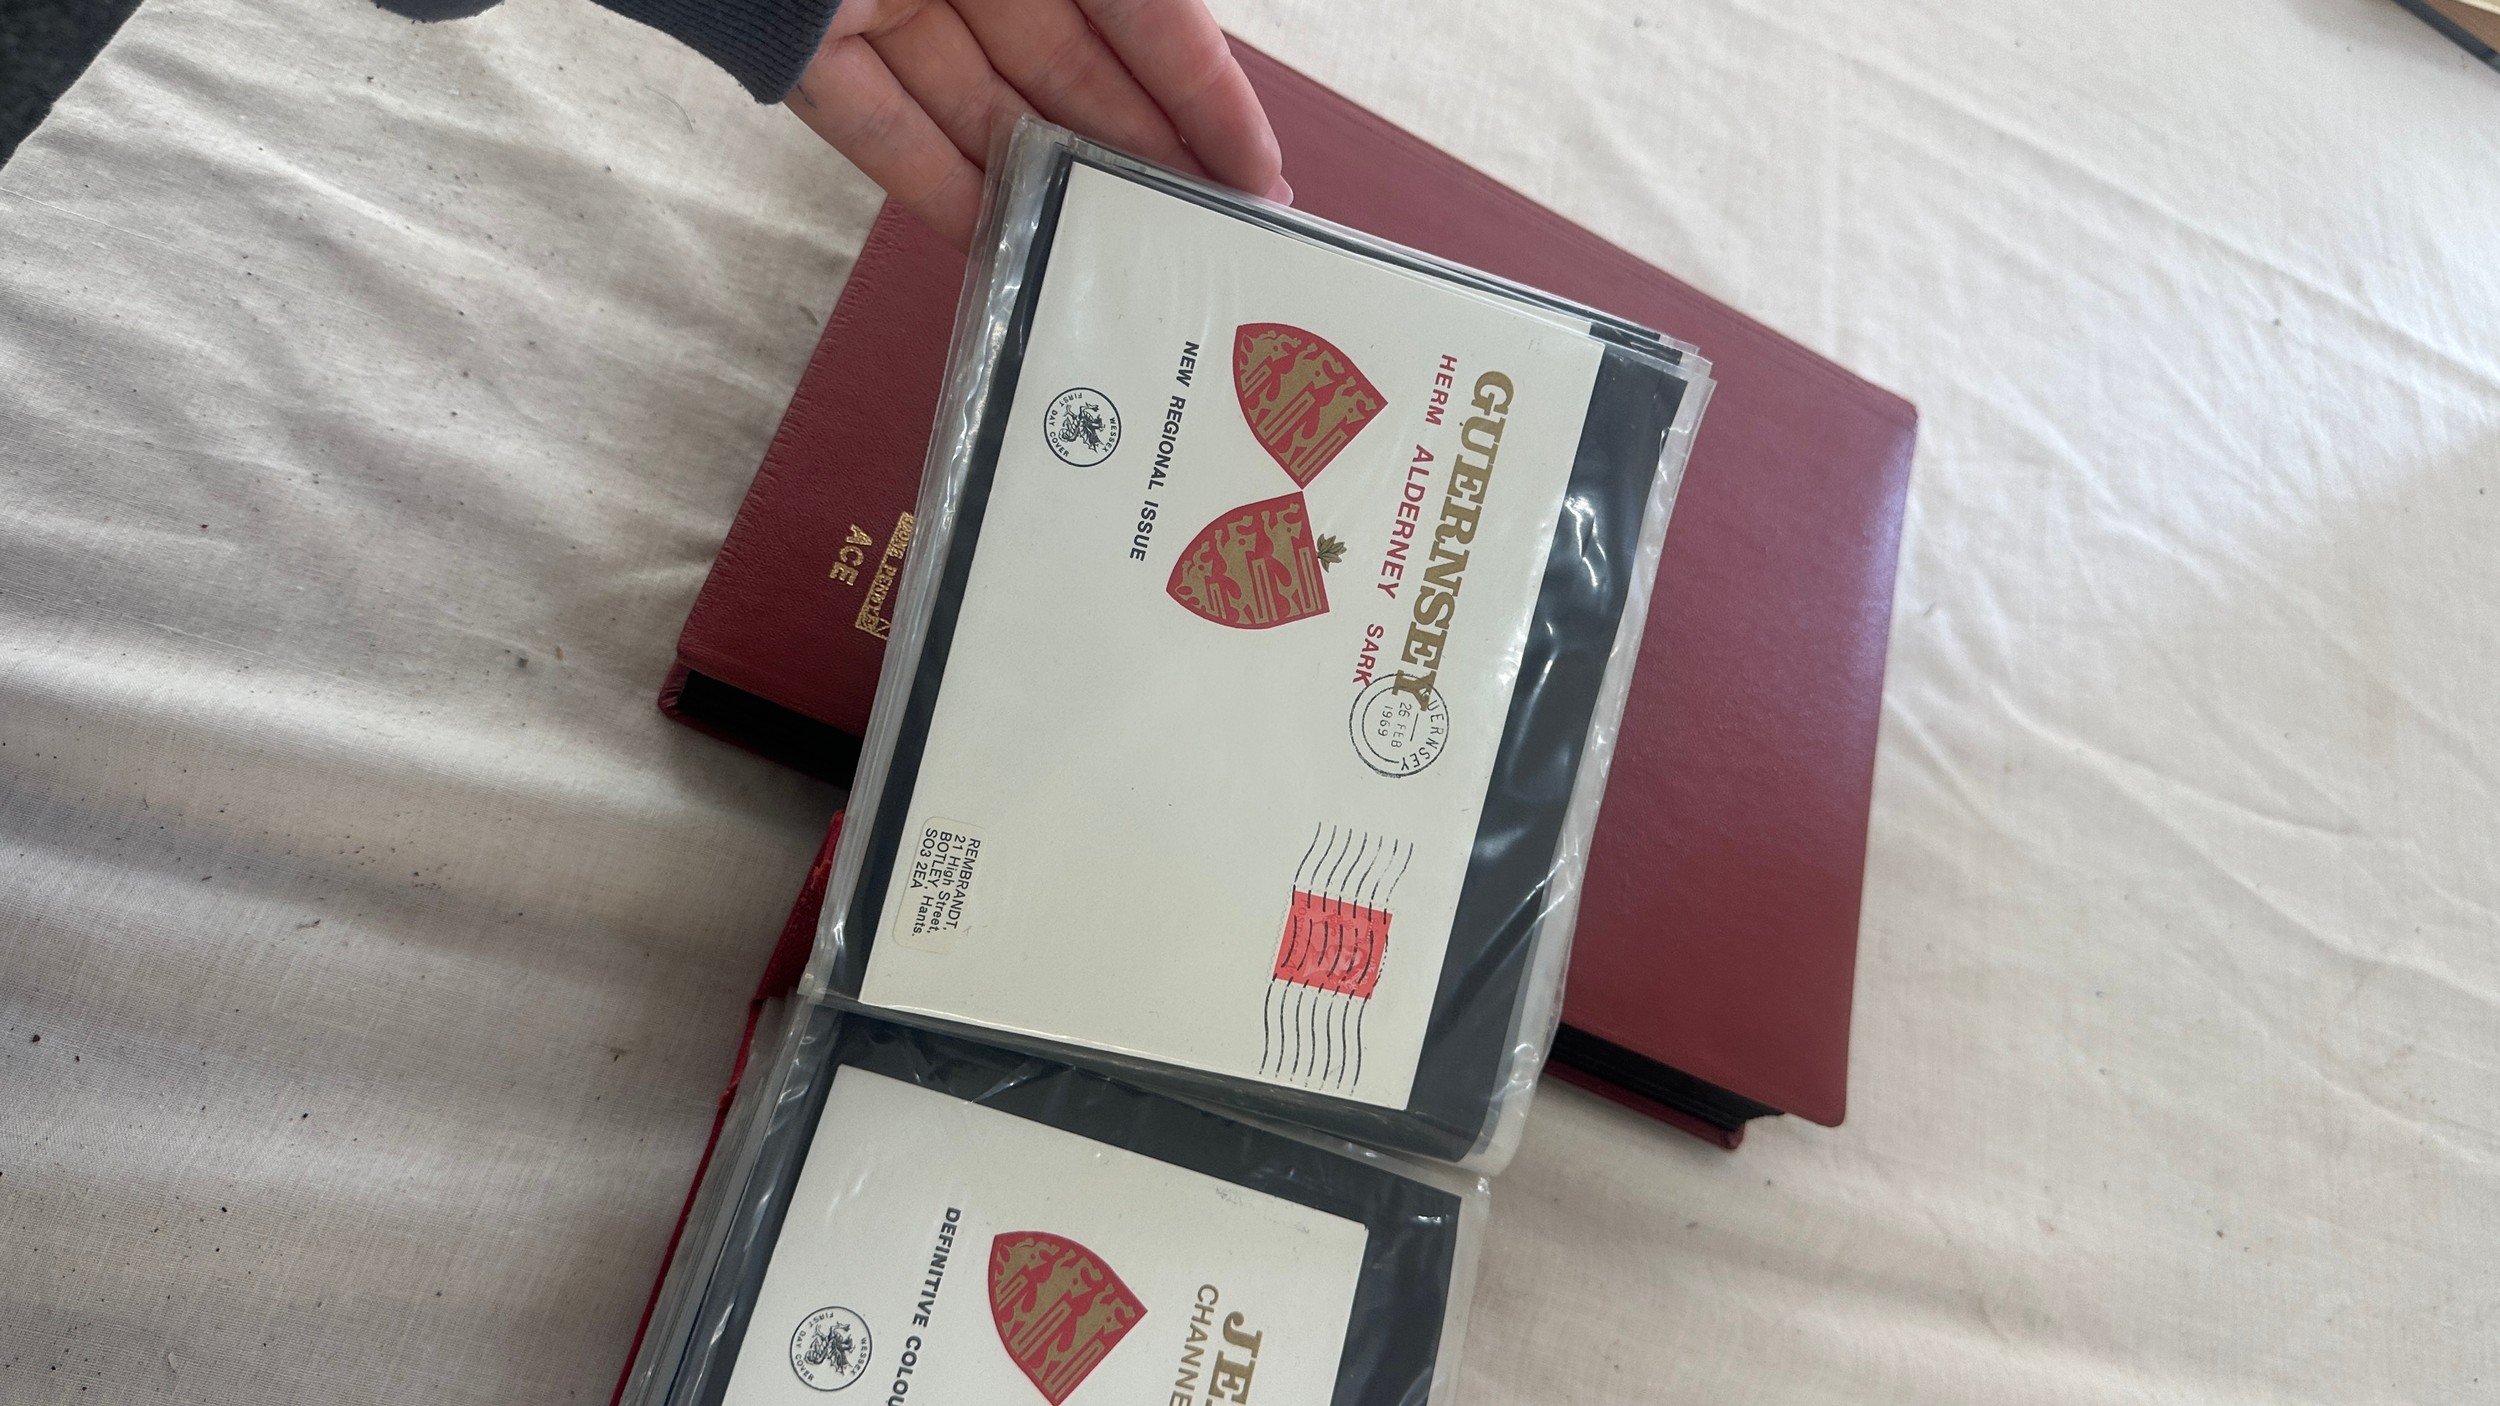 GUERNSEY
HERM ALDERNEY SARK
GUERNSEY
26 FEB
1969
NEW REGIONAL ISSUE
WESSEX
FIRST DAY COVER
REMBRANDT,
21 High Street,
BOTLEY, Hants.
SO3 2EA
ACE
JE
CHANNE
DEFINITIVE COLOU
WESSEX
FIRST DAY COVER